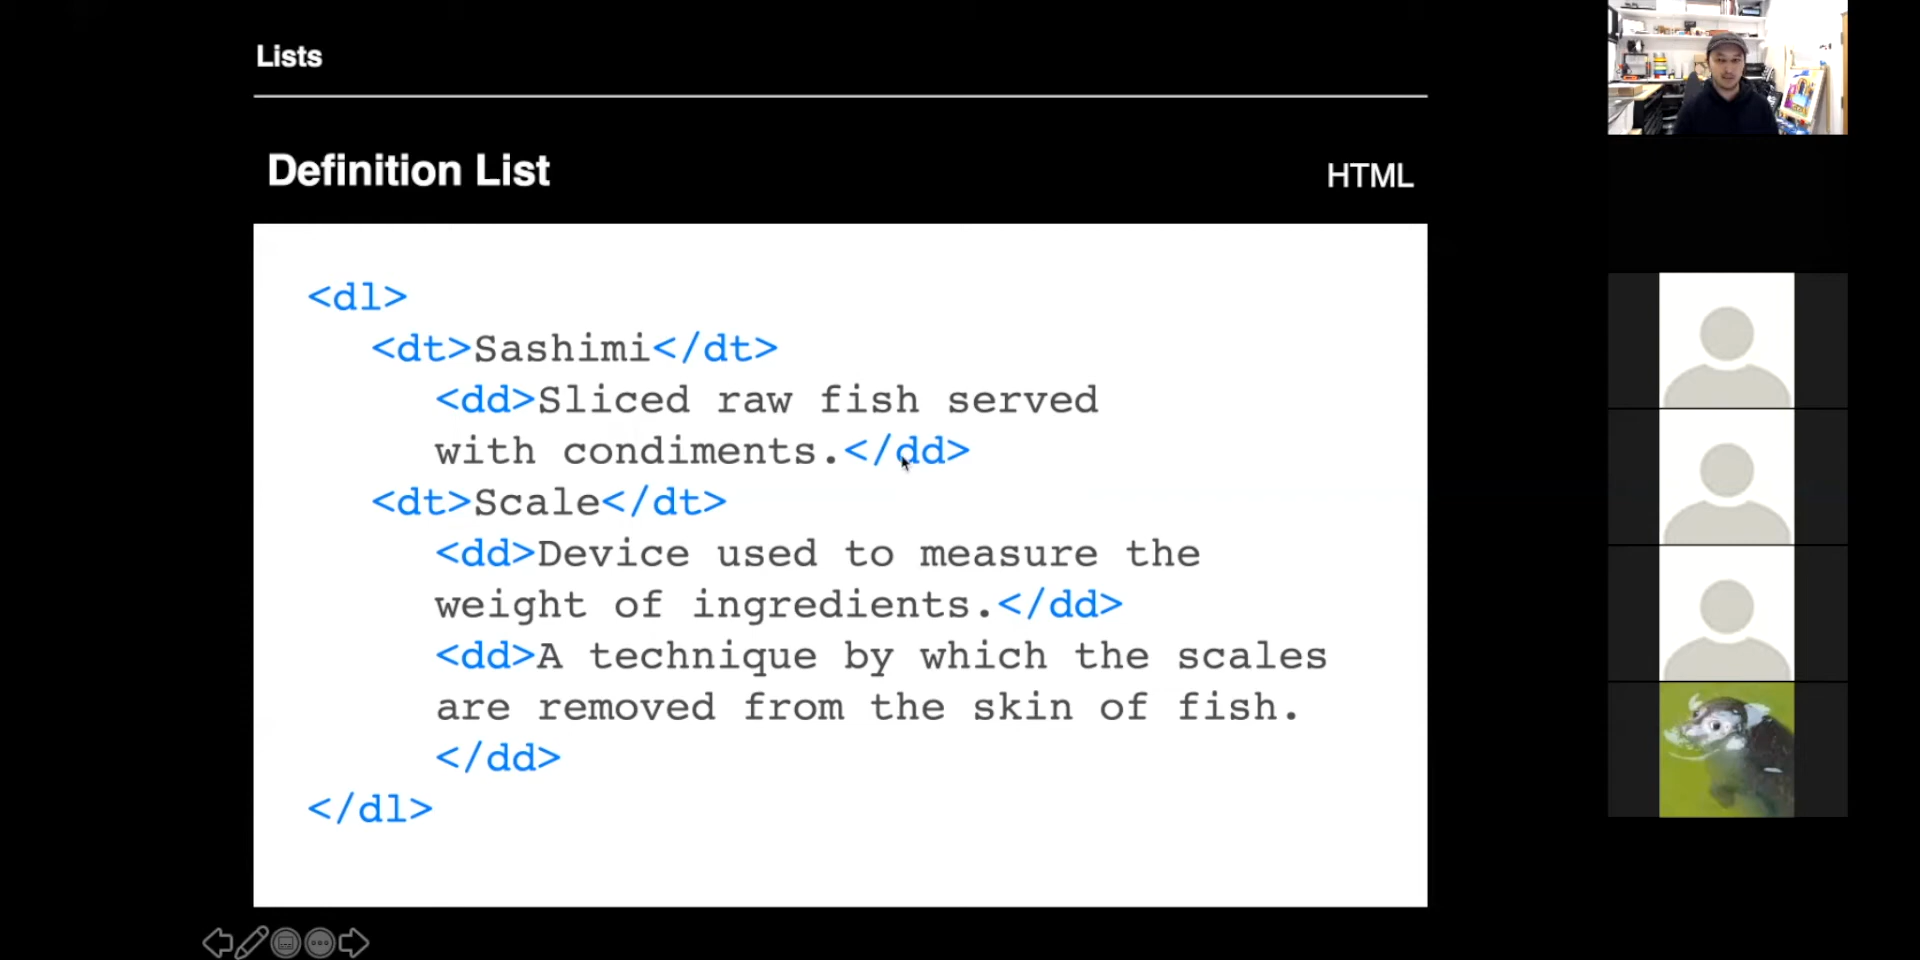 Lists
Definition List
HTML
<dl>
<dt>Sashimi</dt>
<dd>Sliced raw fish served
with condiments.</dd>
<dt>Scale</dt>
<dd>Device used to measure the
weight of ingredients.</dd>
<dd>A technique by which the scales
are removed from the skin of fish.
</dd>
</dl>